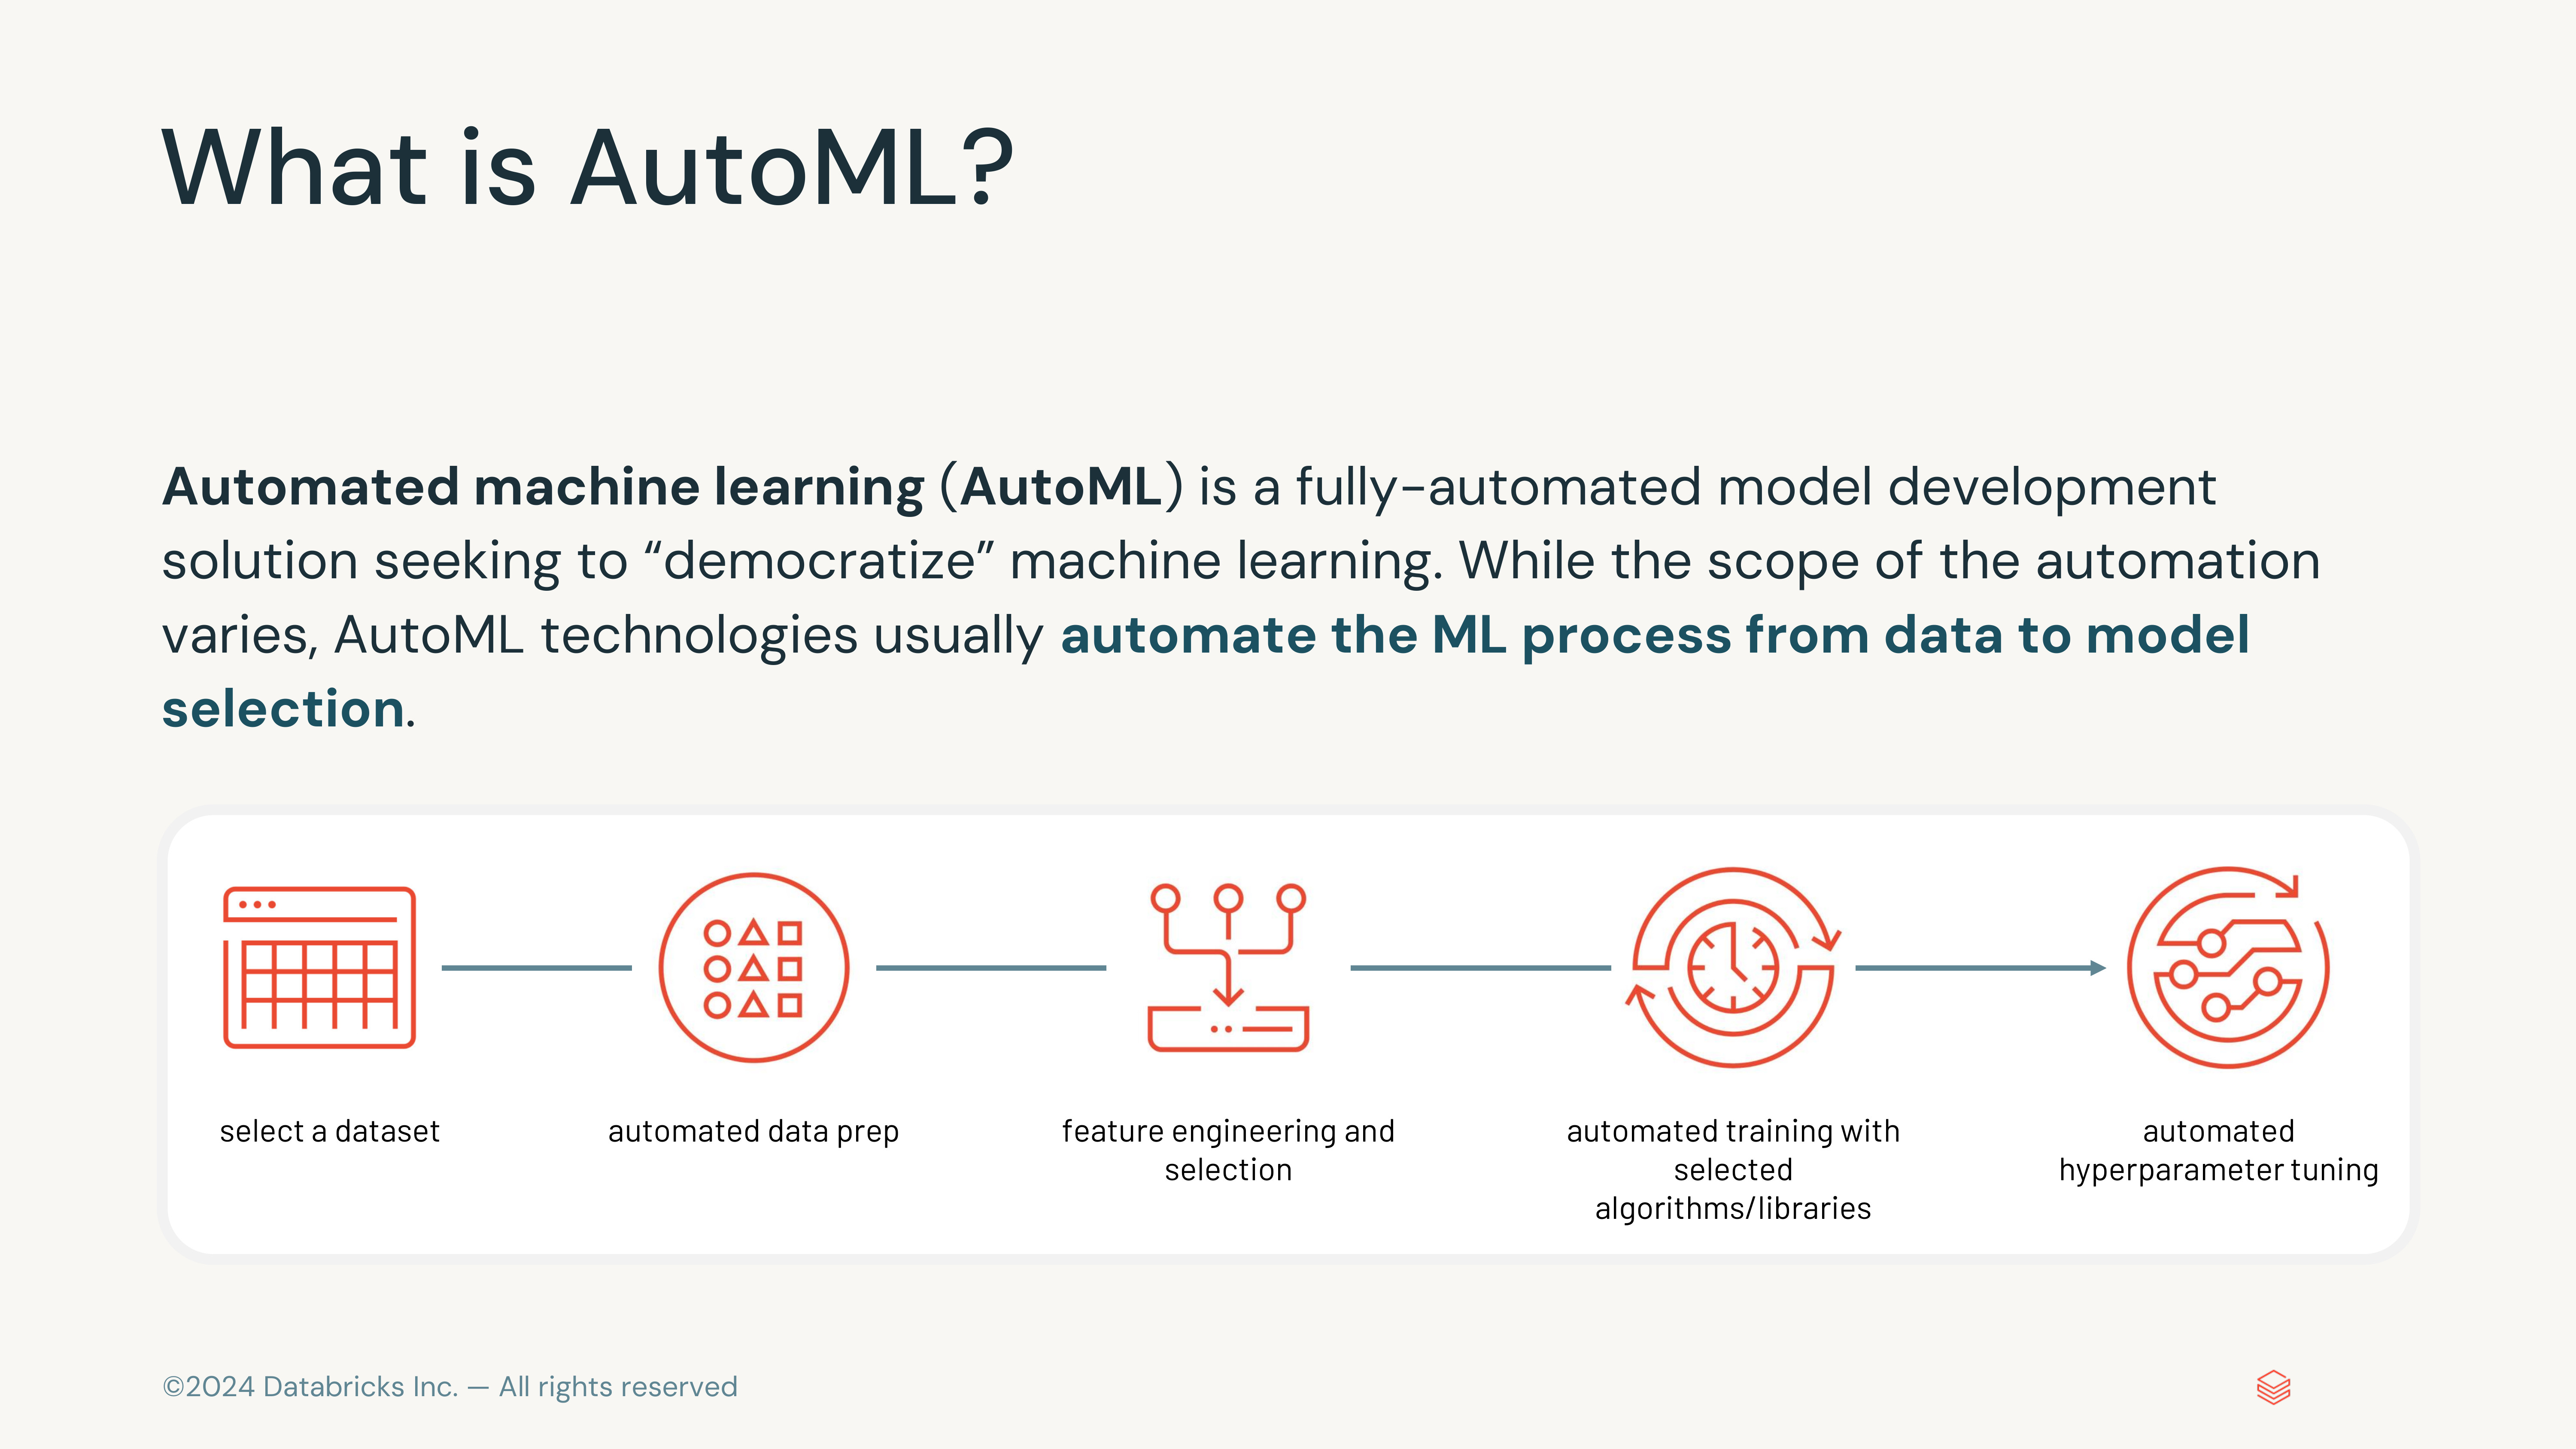 What is AutoML?
Automated machine learning (AutoML) is a fully-automated model development
solution seeking to “democratize” machine learning. While the scope of the automation
varies, AutoML technologies usually automate the ML process from data to model
selection.
select a dataset
automated data prep
feature engineering and
selection
automated training with
selected
algorithms/libraries
automated
hyperparameter tuning
©2024 Databricks Inc. — All rights reserved